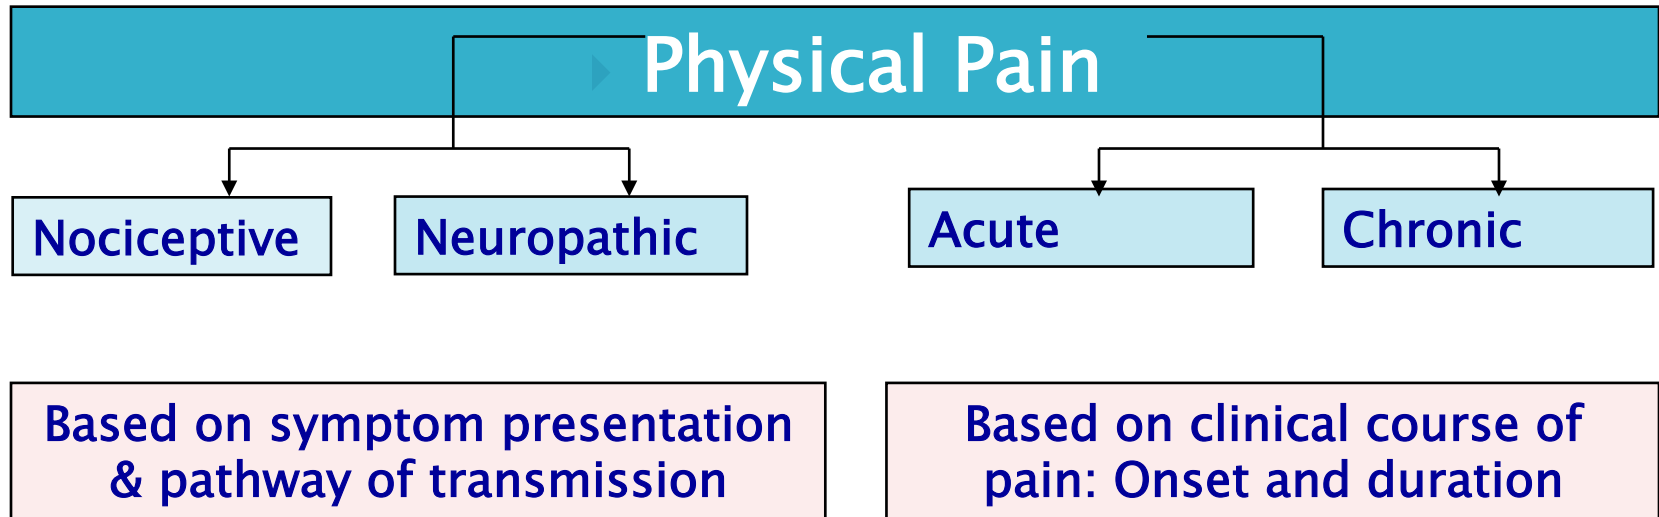 Physical Pain
Nociceptive
Neuropathic
Acute
Chronic
Based on symptom presentation
& pathway of transmission
Based on clinical course of
pain: Onset and duration